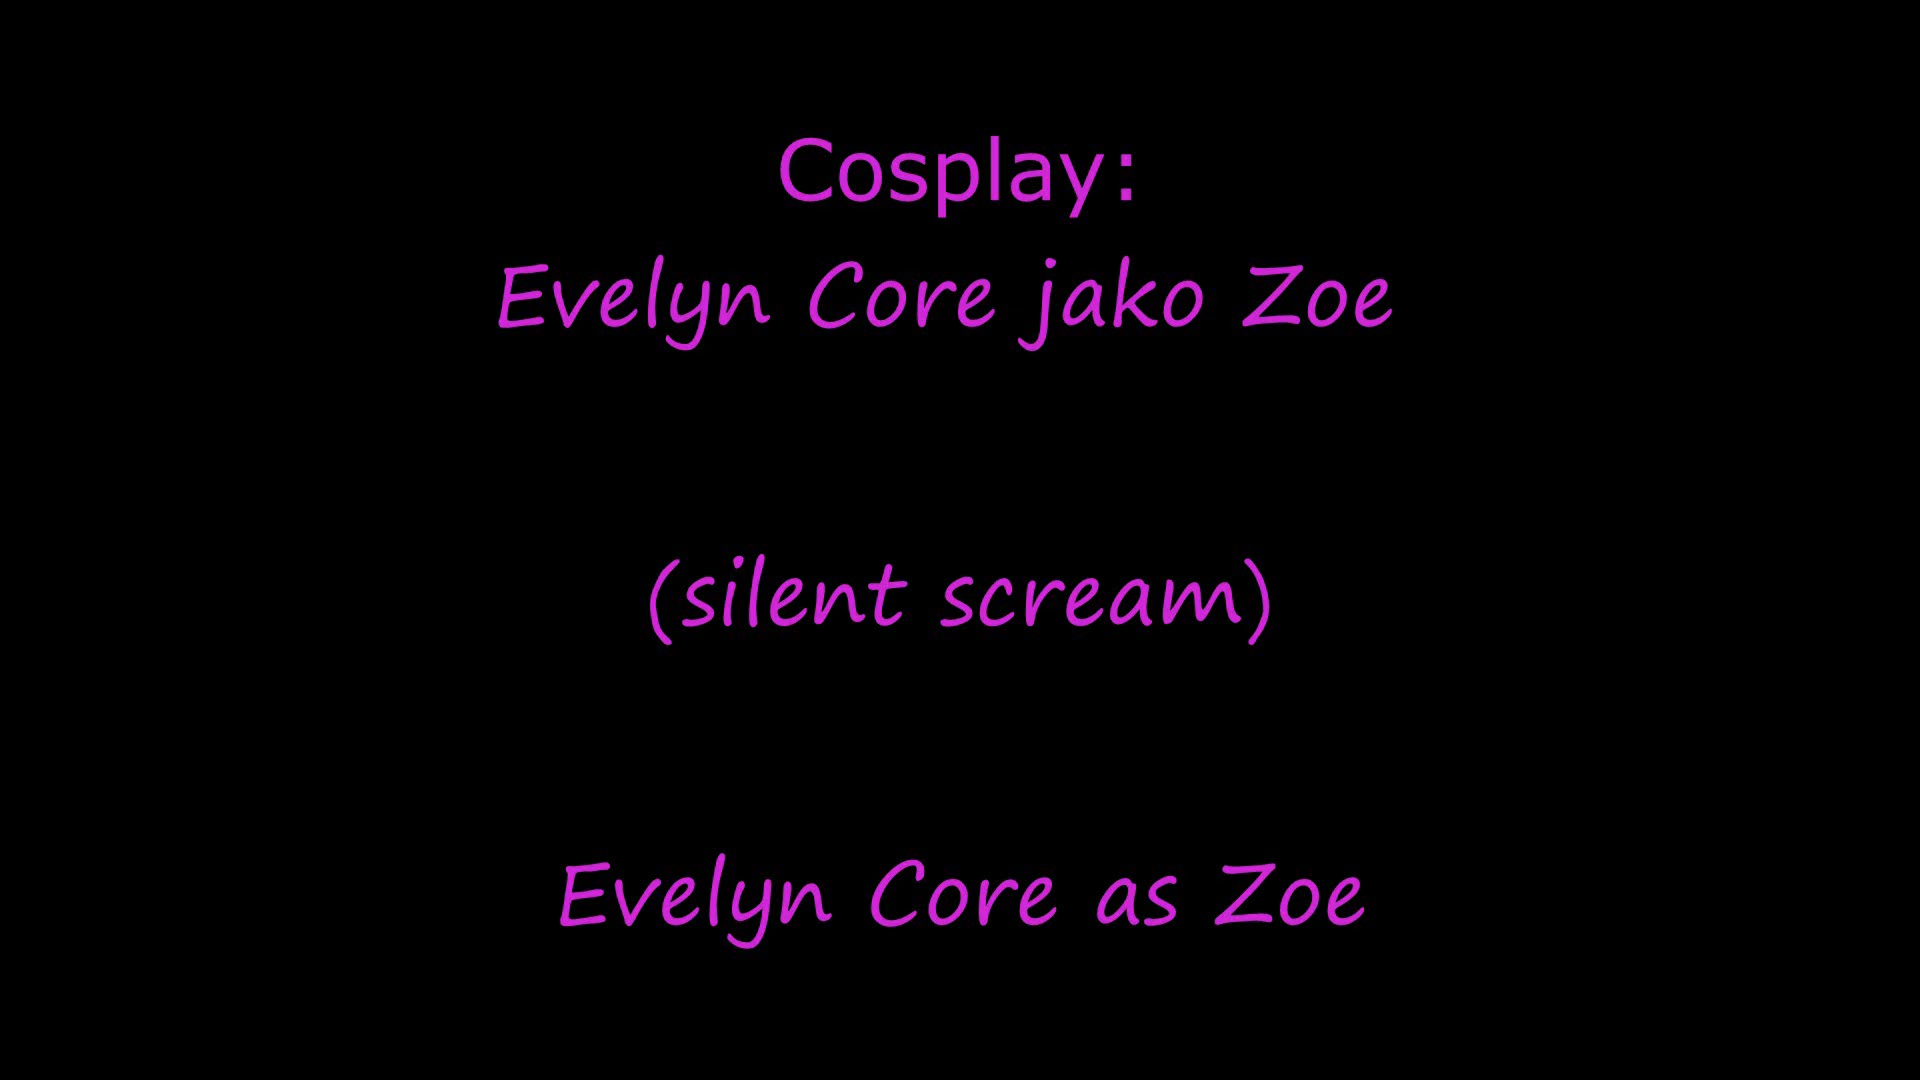 Cosplay:
Evelyn Core jako Zoe
(silent scream)
Evelyn Core as Zoe